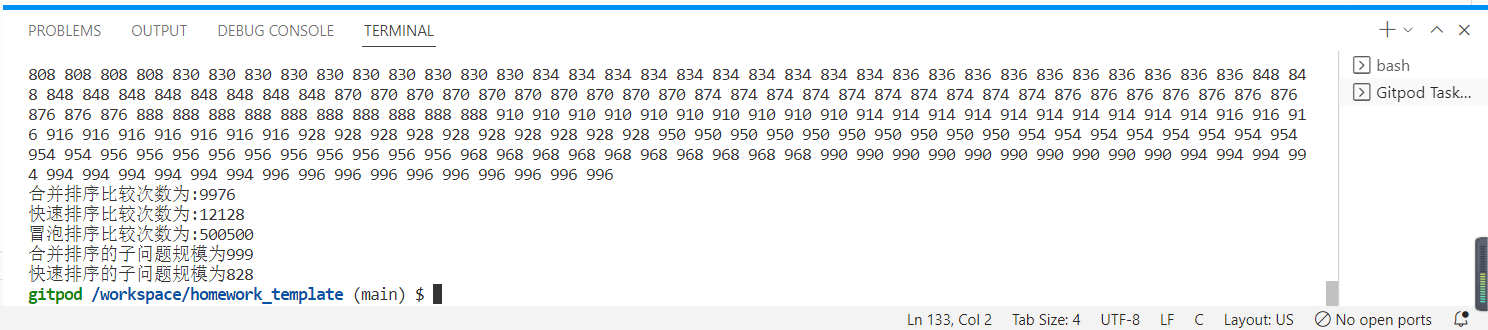 PROBLEMS OUTPUT DEBUG CONSOLE TERMINAL
808 808 808 808 830 830 830 830 830 830 830 830 830 830 834 834 834 834 834 834 834 834 834 834 836 836 836 836 836 836 836 836 836 836 848 84
8 848 848 848 848 848 848 848 848 870 870 870 870 870 870 870 870 870 870 874 874 874 874 874 874 874 874 874 874 876 876 876 876 876 876 876
876 876 876 888 888 888 888 888 888 888 888 888 888 910 910 910 910 910 910 910 910 910 910 914 914 914 914 914 914 914 914 914 914 916 916 91
6 916 916 916 916 916 916 916 928 928 928 928 928 928 928 928 928 928 950 950 950 950 950 950 950 950 950 950 954 954 954 954 954 954 954 954
954 954 956 956 956 956 956 956 956 956 956 956 968 968 968 968 968 968 968 968 968 968 990 990 990 990 990 990 990 990 990 990 994 994 994 99
4 994 994 994 994 994 994 996 996 996 996 996 996 996 996 996 996
合并排序比较次数为:9976
快速排序比较次数为:12128
冒泡排序比较次数为:500500
合并排序的子问题规模为999
快速排序的子问题规模为828
gitpod /workspace/homework_template (main) $
bash
Gitpod Task...
Ln 133, Col 2 Tab Size: 4 UTF-8 LF C Layout: US No open ports